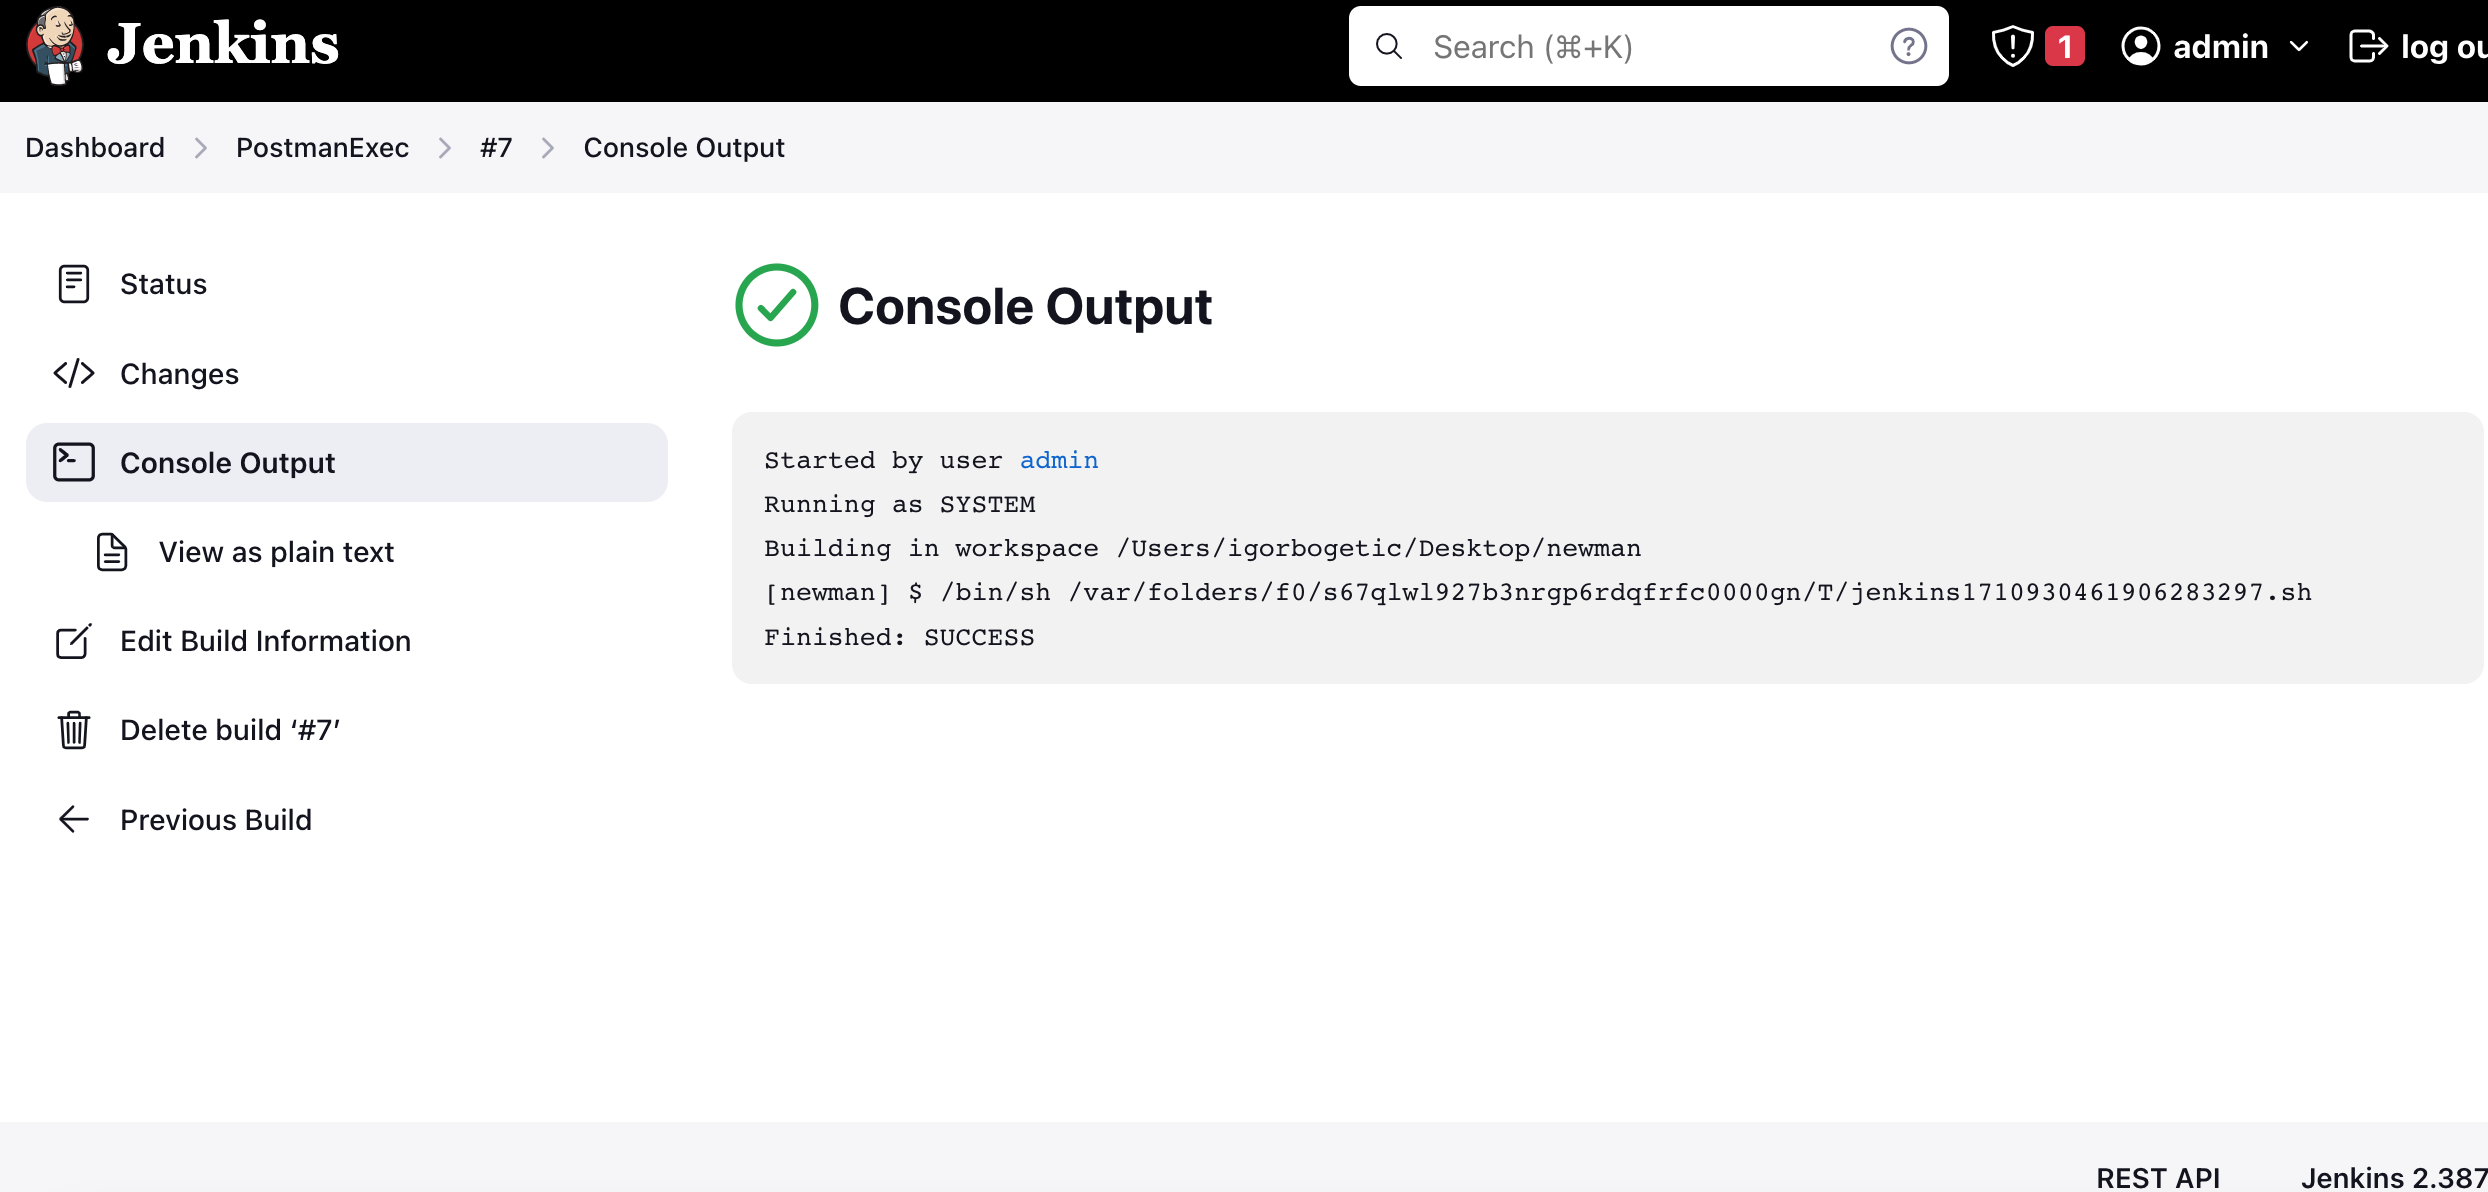 Jenkins
Search (⌘+K)
1
admin
log ou
Dashboard
PostmanExec
#7
Console Output
Status
Changes
Console Output
View as plain text
Edit Build Information
Delete build ‘#7’
Previous Build
Console Output
Started by user admin
Running as SYSTEM
Building in workspace /Users/igorbogetic/Desktop/newman
[newman] $ /bin/sh /var/folders/f0/s67qlwl927b3nrgp6rdqfrfc0000gn/T/jenkins1710930461906283297.sh
Finished: SUCCESS
REST API
Jenkins 2.387